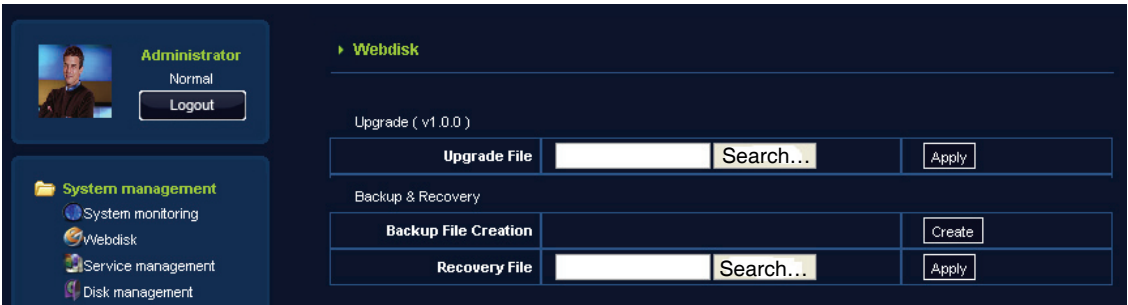 Administrator
Normal
Logout
System management
System monitoring
Webdisk
Service management
Disk management
Webdisk
Upgrade ( v1.0.0 )
Upgrade File Search... Apply
Backup & Recovery
Backup File Creation Create
Recovery File Search... Apply